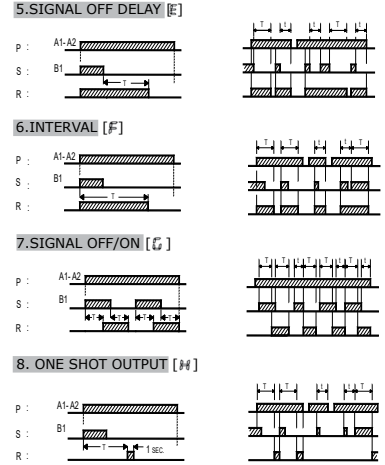 5.SIGNAL OFF DELAY [E]
T T t T t T
P : A1-A2
S : B1
T
R :
6.INTERVAL [F]
T T t t T
P : A1-A2
S : B1
T
R :
7.SIGNAL OFF/ON [G]
T T t T T t T
P : A1-A2
S : B1
T T T T
R :
8. ONE SHOT OUTPUT [H]
T T t t T
P : A1-A2
S : B1
T 1 SEC.
R :